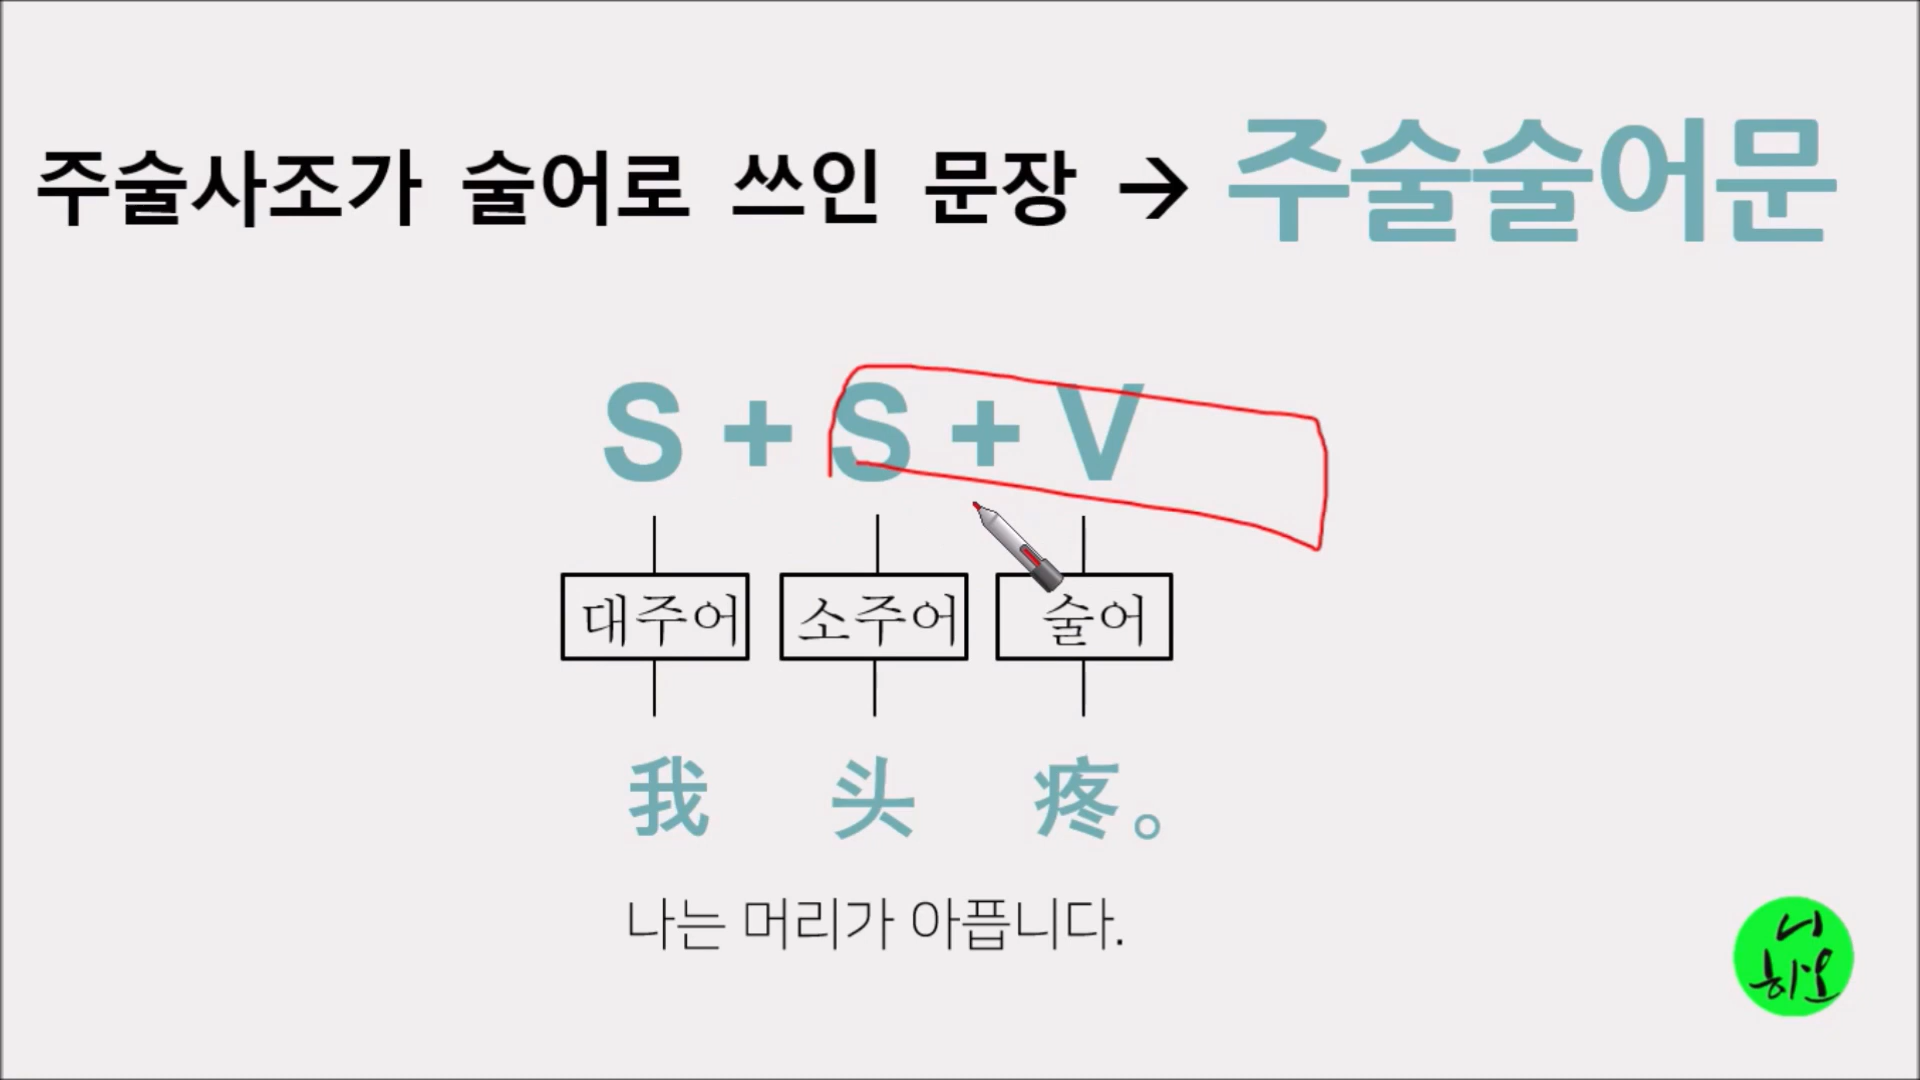 주술사조가 술어로 쓰인 문장 → 주술술어문
S + S + V
대주어 소주어 술어
我 头 疼。
나는 머리가 아픕니다.
니
하오